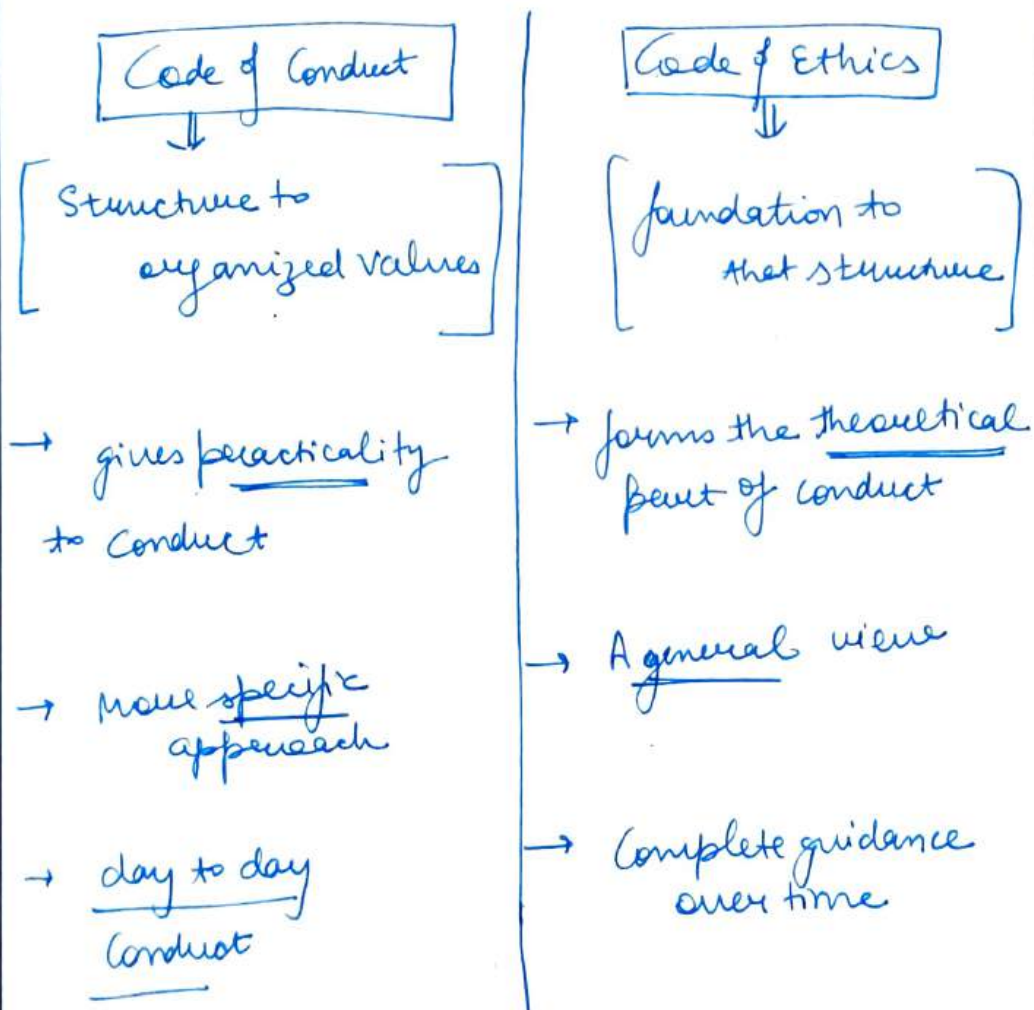 Code of Conduct
⇓
[Structure to
organized values]
→ gives practicality
to conduct
→ More specific
approach
→ day to day
Conduct
Code of Ethics
⇓
[foundation to
that structure]
→ forms the theoretical
part of conduct
→ A general view
→ Complete guidance
over time